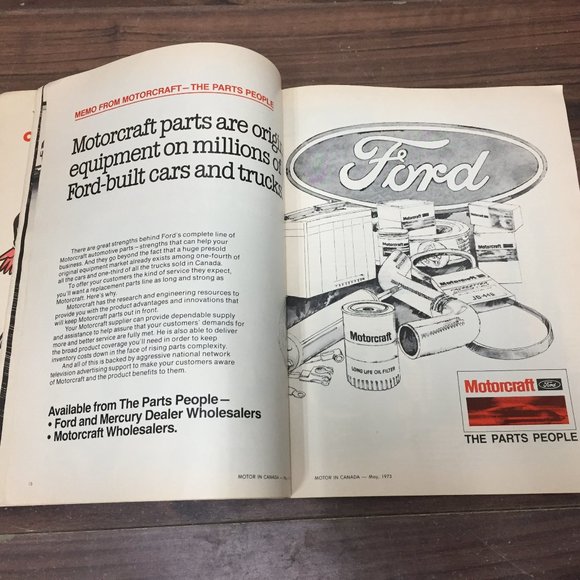 MEMO FROM MOTORCRAFT—THE PARTS PEOPLE
Motorcraft parts are
equipment on millions
Ford-built cars and trucks
There are great strengths behind Ford's complete line of
Motorcraft automotive parts—strengths that can help your
business. And they go beyond the fact that a huge presold
original equipment market already exists among one-fourth of
all the cars and one-third of all the trucks sold in Canada.
To offer your customers the kind of service they expect,
you'll want a replacement parts line as long and strong as
Motorcraft. Here's why.
Motorcraft has the research and engineering resources to
provide you with the product advantages and innovations that
will keep Motorcraft parts out in front.
Your Motorcraft supplier can provide dependable supply
and assistance to help assure that your customers' demands for
more and better service are fully met. He is also able to deliver
the broad product coverage you'll need in order to keep
inventory costs down in the face of rising parts complexity.
And all of this is backed by aggressive national network
television advertising support to make your customers aware
of Motorcraft and the product benefits to them.
Available from The Parts People—
• Ford and Mercury Dealer Wholesalers
• Motorcraft Wholesalers.
18
MOTOR IN CANADA —
Ford
Motorcraft
Motorcraft
Motorcraft
JB-416
Motorcraft
LONG LIFE OIL FILTER
Motorcraft
Ford
THE PARTS PEOPLE
MOTOR IN CANADA — May, 1973